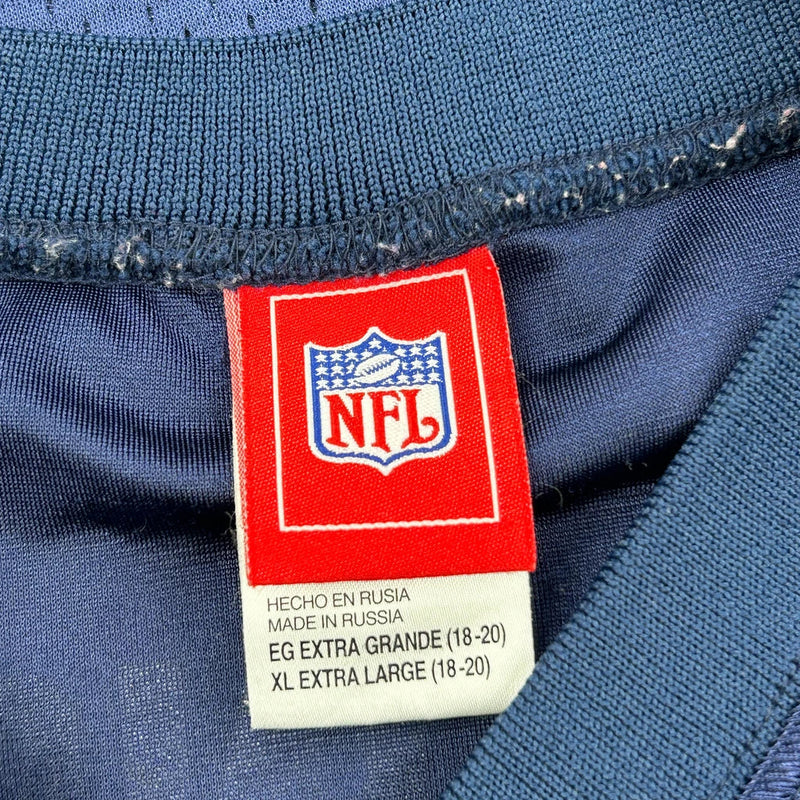 NFL
HECHO EN RUSIA
MADE IN RUSSIA
EG EXTRA GRANDE (18-20)
XL EXTRA LARGE (18-20)